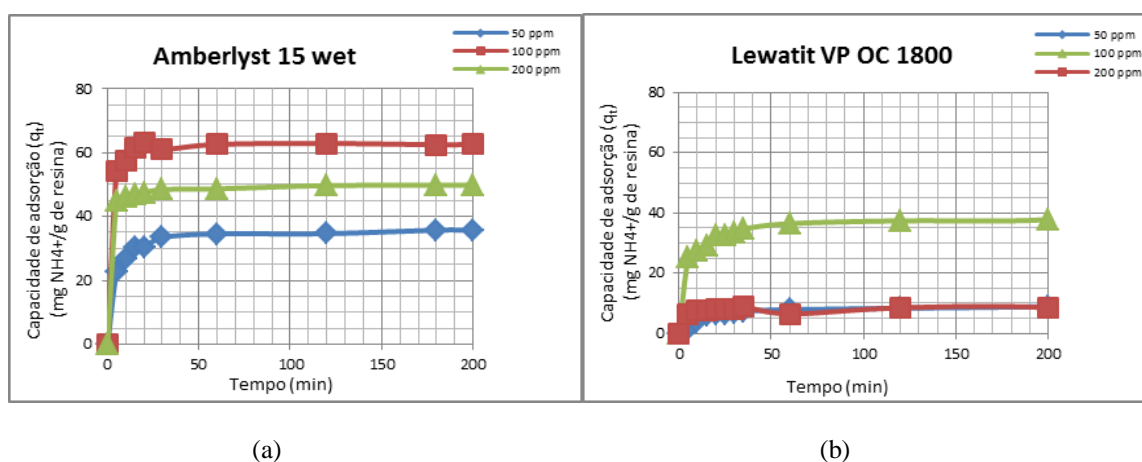 Amberlyst 15 wet
50 ppm
100 ppm
200 ppm
Capacidade de adsorção (qt)
(mg NH4+/g de resina)
80
60
40
20
0
0
50
100
150
200
Tempo (min)
(a)
Lewatit VP OC 1800
50 ppm
100 ppm
200 ppm
Capacidade de adsorção (qt)
(mg NH4+/g de resina)
80
60
40
20
0
0
50
100
150
200
Tempo (min)
(b)